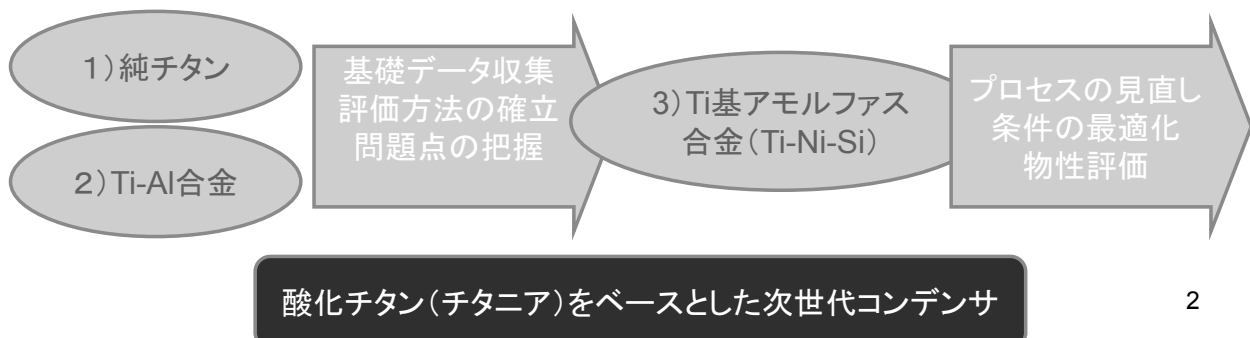 1)純チタン
2)Ti-Al合金
基礎データ収集
評価方法の確立
問題点の把握
3)Ti基アモルファス
合金(Ti-Ni-Si)
プロセスの見直し
条件の最適化
物性評価
酸化チタン(チタニア)をベースとした次世代コンデンサ
2